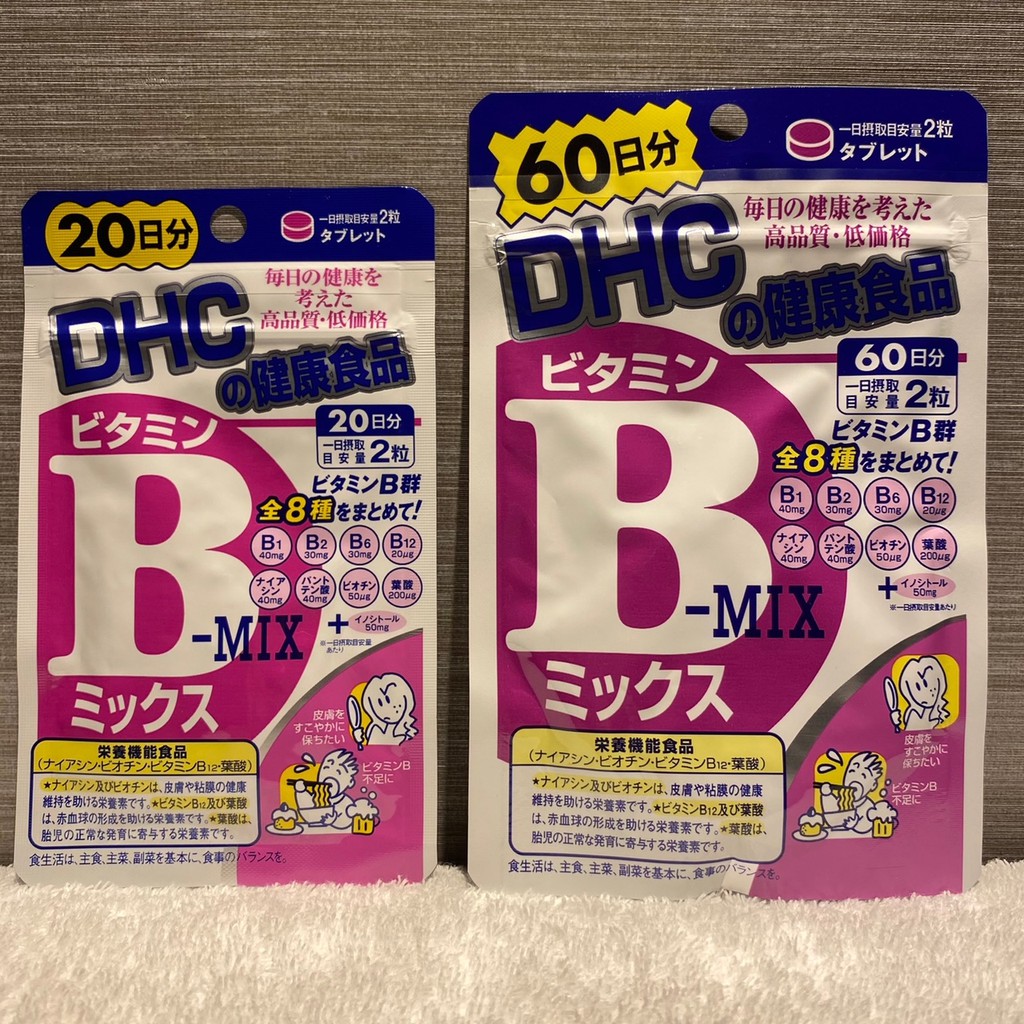 20日分
一日摂取目安量2粒
タブレット
毎日の健康を
考えた
高品質・低価格
DHC
の健康食品
ビタミン
20日分
一日摂取
目安量 2粒
ビタミンB群
全8種をまとめて!
B1 40mg B2 30mg B6 30mg B12 20μg
ナイアシン 40mg パントテン酸 40mg ビオチン 50μg 葉酸 200μg
+ イノシトール 50mg
※一日摂取目安量
あたり
B-MIX
ミックス
皮膚を
すこやかに
保ちたい
ビタミンB
不足に
栄養機能食品
(ナイアシン・ビオチン・ビタミンB12・葉酸)
★ナイアシン及びビオチンは、皮膚や粘膜の健康
維持を助ける栄養素です。★ビタミンB12及び葉酸
は、赤血球の形成を助ける栄養素です。★葉酸は、
胎児の正常な発育に寄与する栄養素です。
食生活は、主食、主菜、副菜を基本に、食事のバランスを。
60日分
一日摂取目安量2粒
タブレット
毎日の健康を考えた
高品質・低価格
DHC
の健康食品
ビタミン
60日分
一日摂取
目安量 2粒
ビタミンB群
全8種をまとめて!
B1 40mg B2 30mg B6 30mg B12 20μg
ナイアシン 40mg パントテン酸 40mg ビオチン 50μg 葉酸 200μg
+ イノシトール 50mg
※一日摂取目安量あたり
B-MIX
ミックス
皮膚を
すこやかに
保ちたい
ビタミンB
不足に
栄養機能食品
(ナイアシン・ビオチン・ビタミンB12・葉酸)
★ナイアシン及びビオチンは、皮膚や粘膜の健康
維持を助ける栄養素です。★ビタミンB12及び葉酸
は、赤血球の形成を助ける栄養素です。★葉酸は、
胎児の正常な発育に寄与する栄養素です。
食生活は、主食、主菜、副菜を基本に、食事のバランスを。